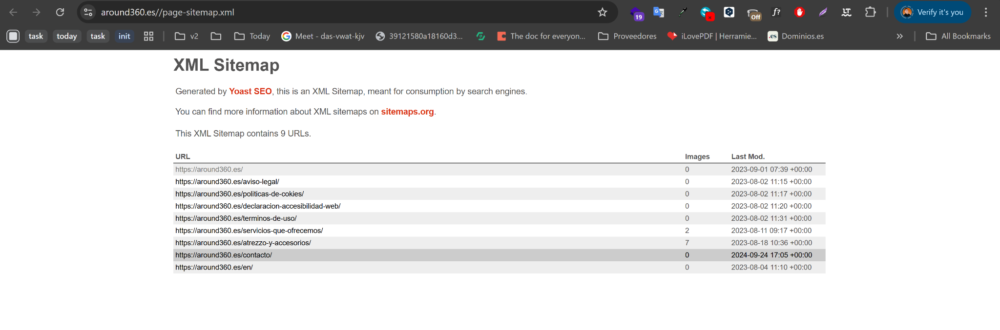 around360.es//page-sitemap.xml
19
Off
f?
LT
Verify it's you
task
today
task
init
v2
Today
Meet - das-vwat-kjv
39121580a18160d3...
The doc for everyon...
Proveedores
iLovePDF | Herramie...
.es
Dominios.es
»
All Bookmarks
XML Sitemap
Generated by Yoast SEO, this is an XML Sitemap, meant for consumption by search engines.
You can find more information about XML sitemaps on sitemaps.org.
This XML Sitemap contains 9 URLs.
URL Images Last Mod.
https://around360.es/ 0 2023-09-01 07:39 +00:00
https://around360.es/aviso-legal/ 0 2023-08-02 11:15 +00:00
https://around360.es/politicas-de-cokies/ 0 2023-08-02 11:17 +00:00
https://around360.es/declaracion-accesibilidad-web/ 0 2023-08-02 11:20 +00:00
https://around360.es/terminos-de-uso/ 0 2023-08-02 11:31 +00:00
https://around360.es/servicios-que-ofrecemos/ 2 2023-08-11 09:17 +00:00
https://around360.es/atrezzo-y-accesorios/ 7 2023-08-18 10:36 +00:00
https://around360.es/contacto/ 0 2024-09-24 17:05 +00:00
https://around360.es/en/ 0 2023-08-04 11:10 +00:00